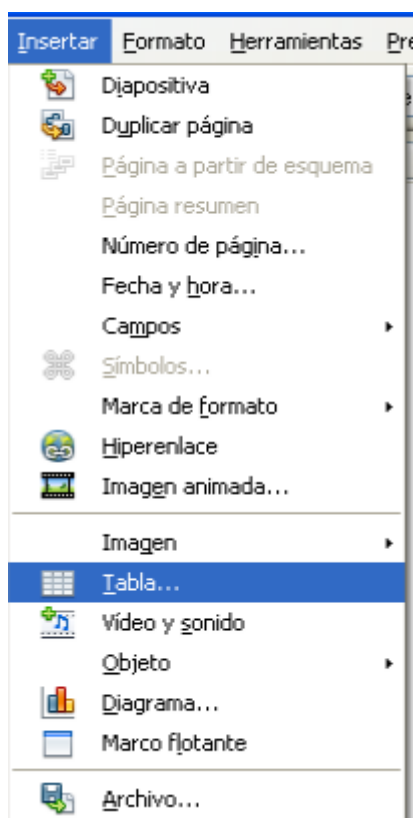 Insertar Formato Herramientas Pre
Diapositiva
Duplicar página
Página a partir de esquema
Página resumen
Número de página...
Fecha y hora...
Campos
Símbolos...
Marca de formato
Hiperenlace
Imagen animada...
Imagen
Tabla...
Vídeo y sonido
Objeto
Diagrama...
Marco flotante
Archivo...